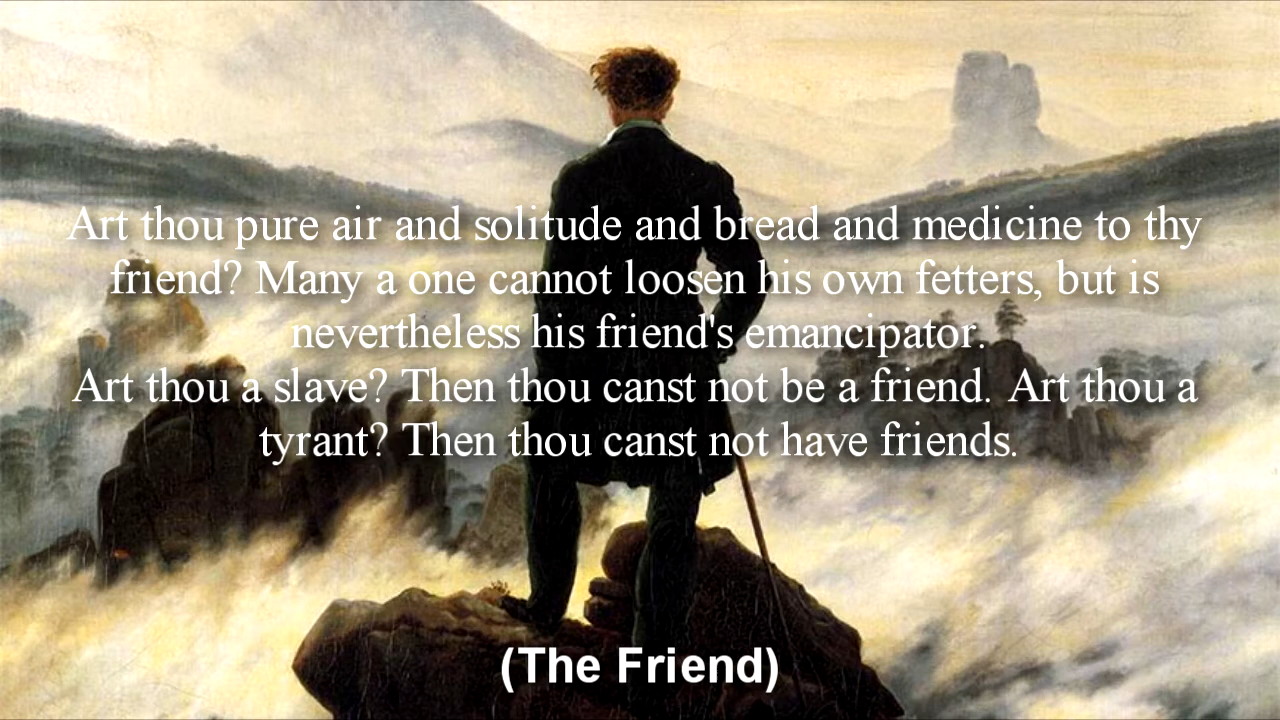 Art thou pure air and solitude and bread and medicine to thy
friend? Many a one cannot loosen his own fetters, but is
nevertheless his friend's emancipator.
Art thou a slave? Then thou canst not be a friend. Art thou a
tyrant? Then thou canst not have friends.
(The Friend)